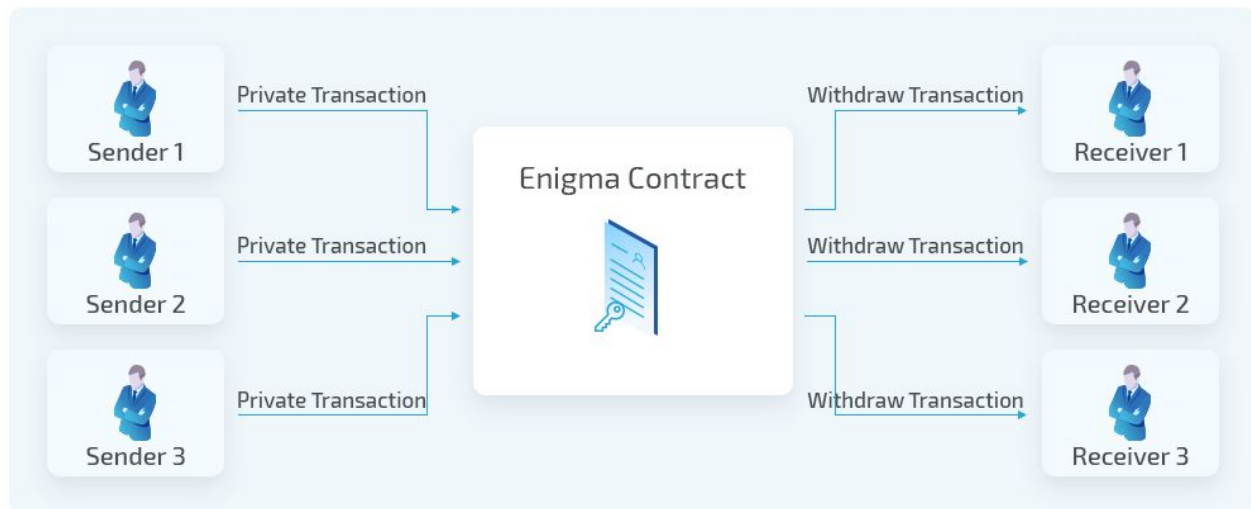 Private Transaction
Withdraw Transaction
Sender 1
Receiver 1
Enigma Contract
Private Transaction
Withdraw Transaction
Sender 2
Receiver 2
Private Transaction
Withdraw Transaction
Sender 3
Receiver 3